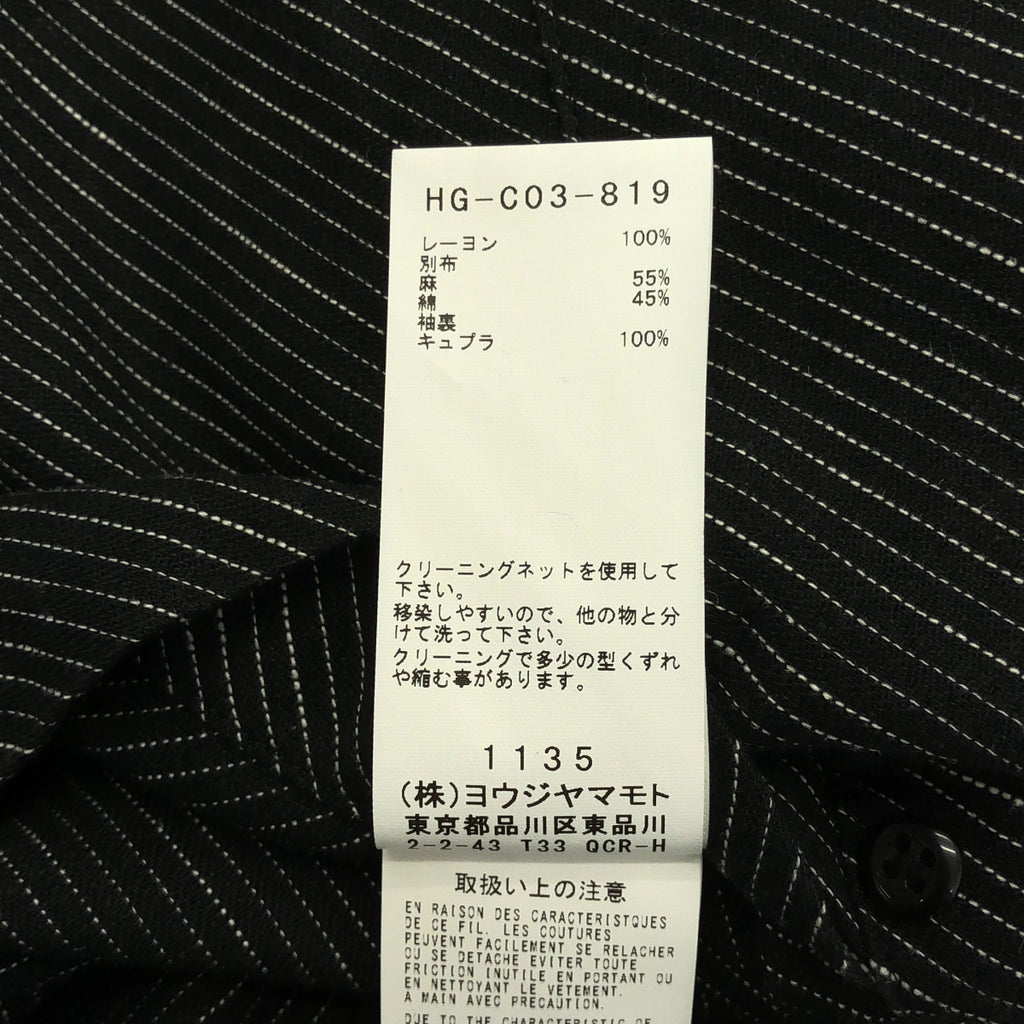 HG-C03-819
レーヨン 100%
別布
麻 55%
綿 45%
袖裏
キュプラ 100%
クリーニングネットを使用して
下さい。
移染しやすいので、他の物と分
けて洗って下さい。
クリーニングで多少の型くずれ
や縮む事があります。
1135
(株)ヨウジヤマモト
東京都品川区東品川
2-2-43 T33 QCR-H
取扱い上の注意
EN RAISON DES CARACTERISTQUES
DE CE FIL. LES COUTURES
PEUVENT FACILEMENT SE RELACHER
OU SE DETACHE EVITER TOUTE
FRICTION INUTILE EN PORTANT OU
EN NETTOYANT LE VETEMENT.
A MAIN AVEC PRECAUTION.
DUE TO THE CHARACTERISTIC OF